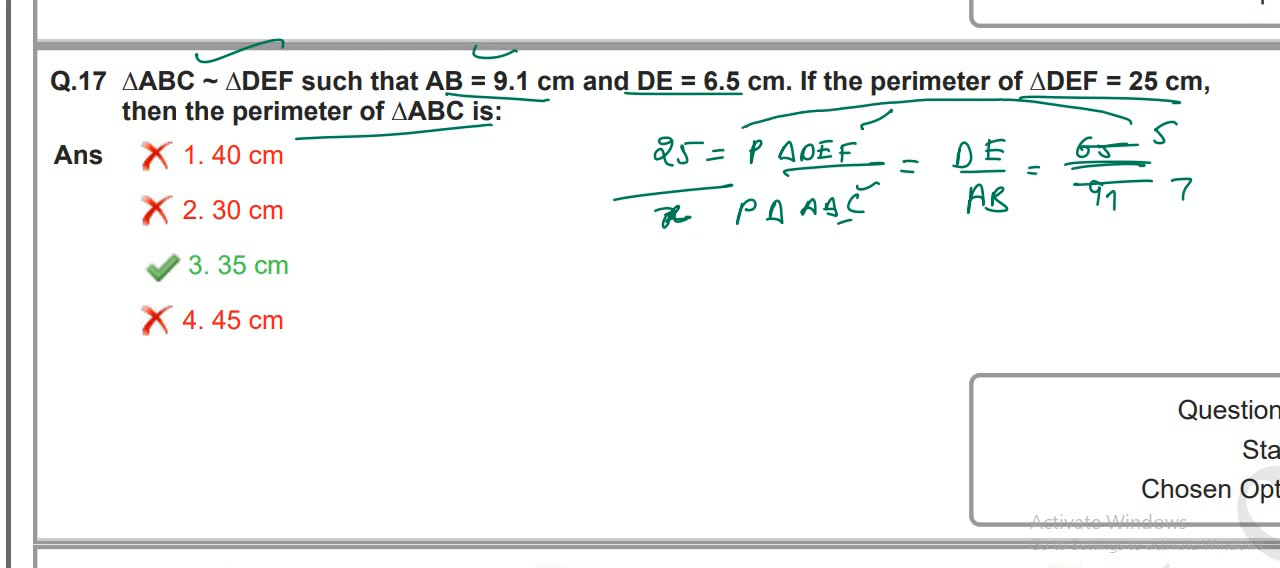 Q.17 ΔABC ~ ΔDEF such that AB = 9.1 cm and DE = 6.5 cm. If the perimeter of ΔDEF = 25 cm,
then the perimeter of ΔABC is:
Ans 1. 40 cm
2. 30 cm
3. 35 cm
4. 45 cm
25 = P ΔDEF = DE = 65 5
x P Δ ABC AB 91 7
Question
Sta
Chosen Opt
Activate Windows